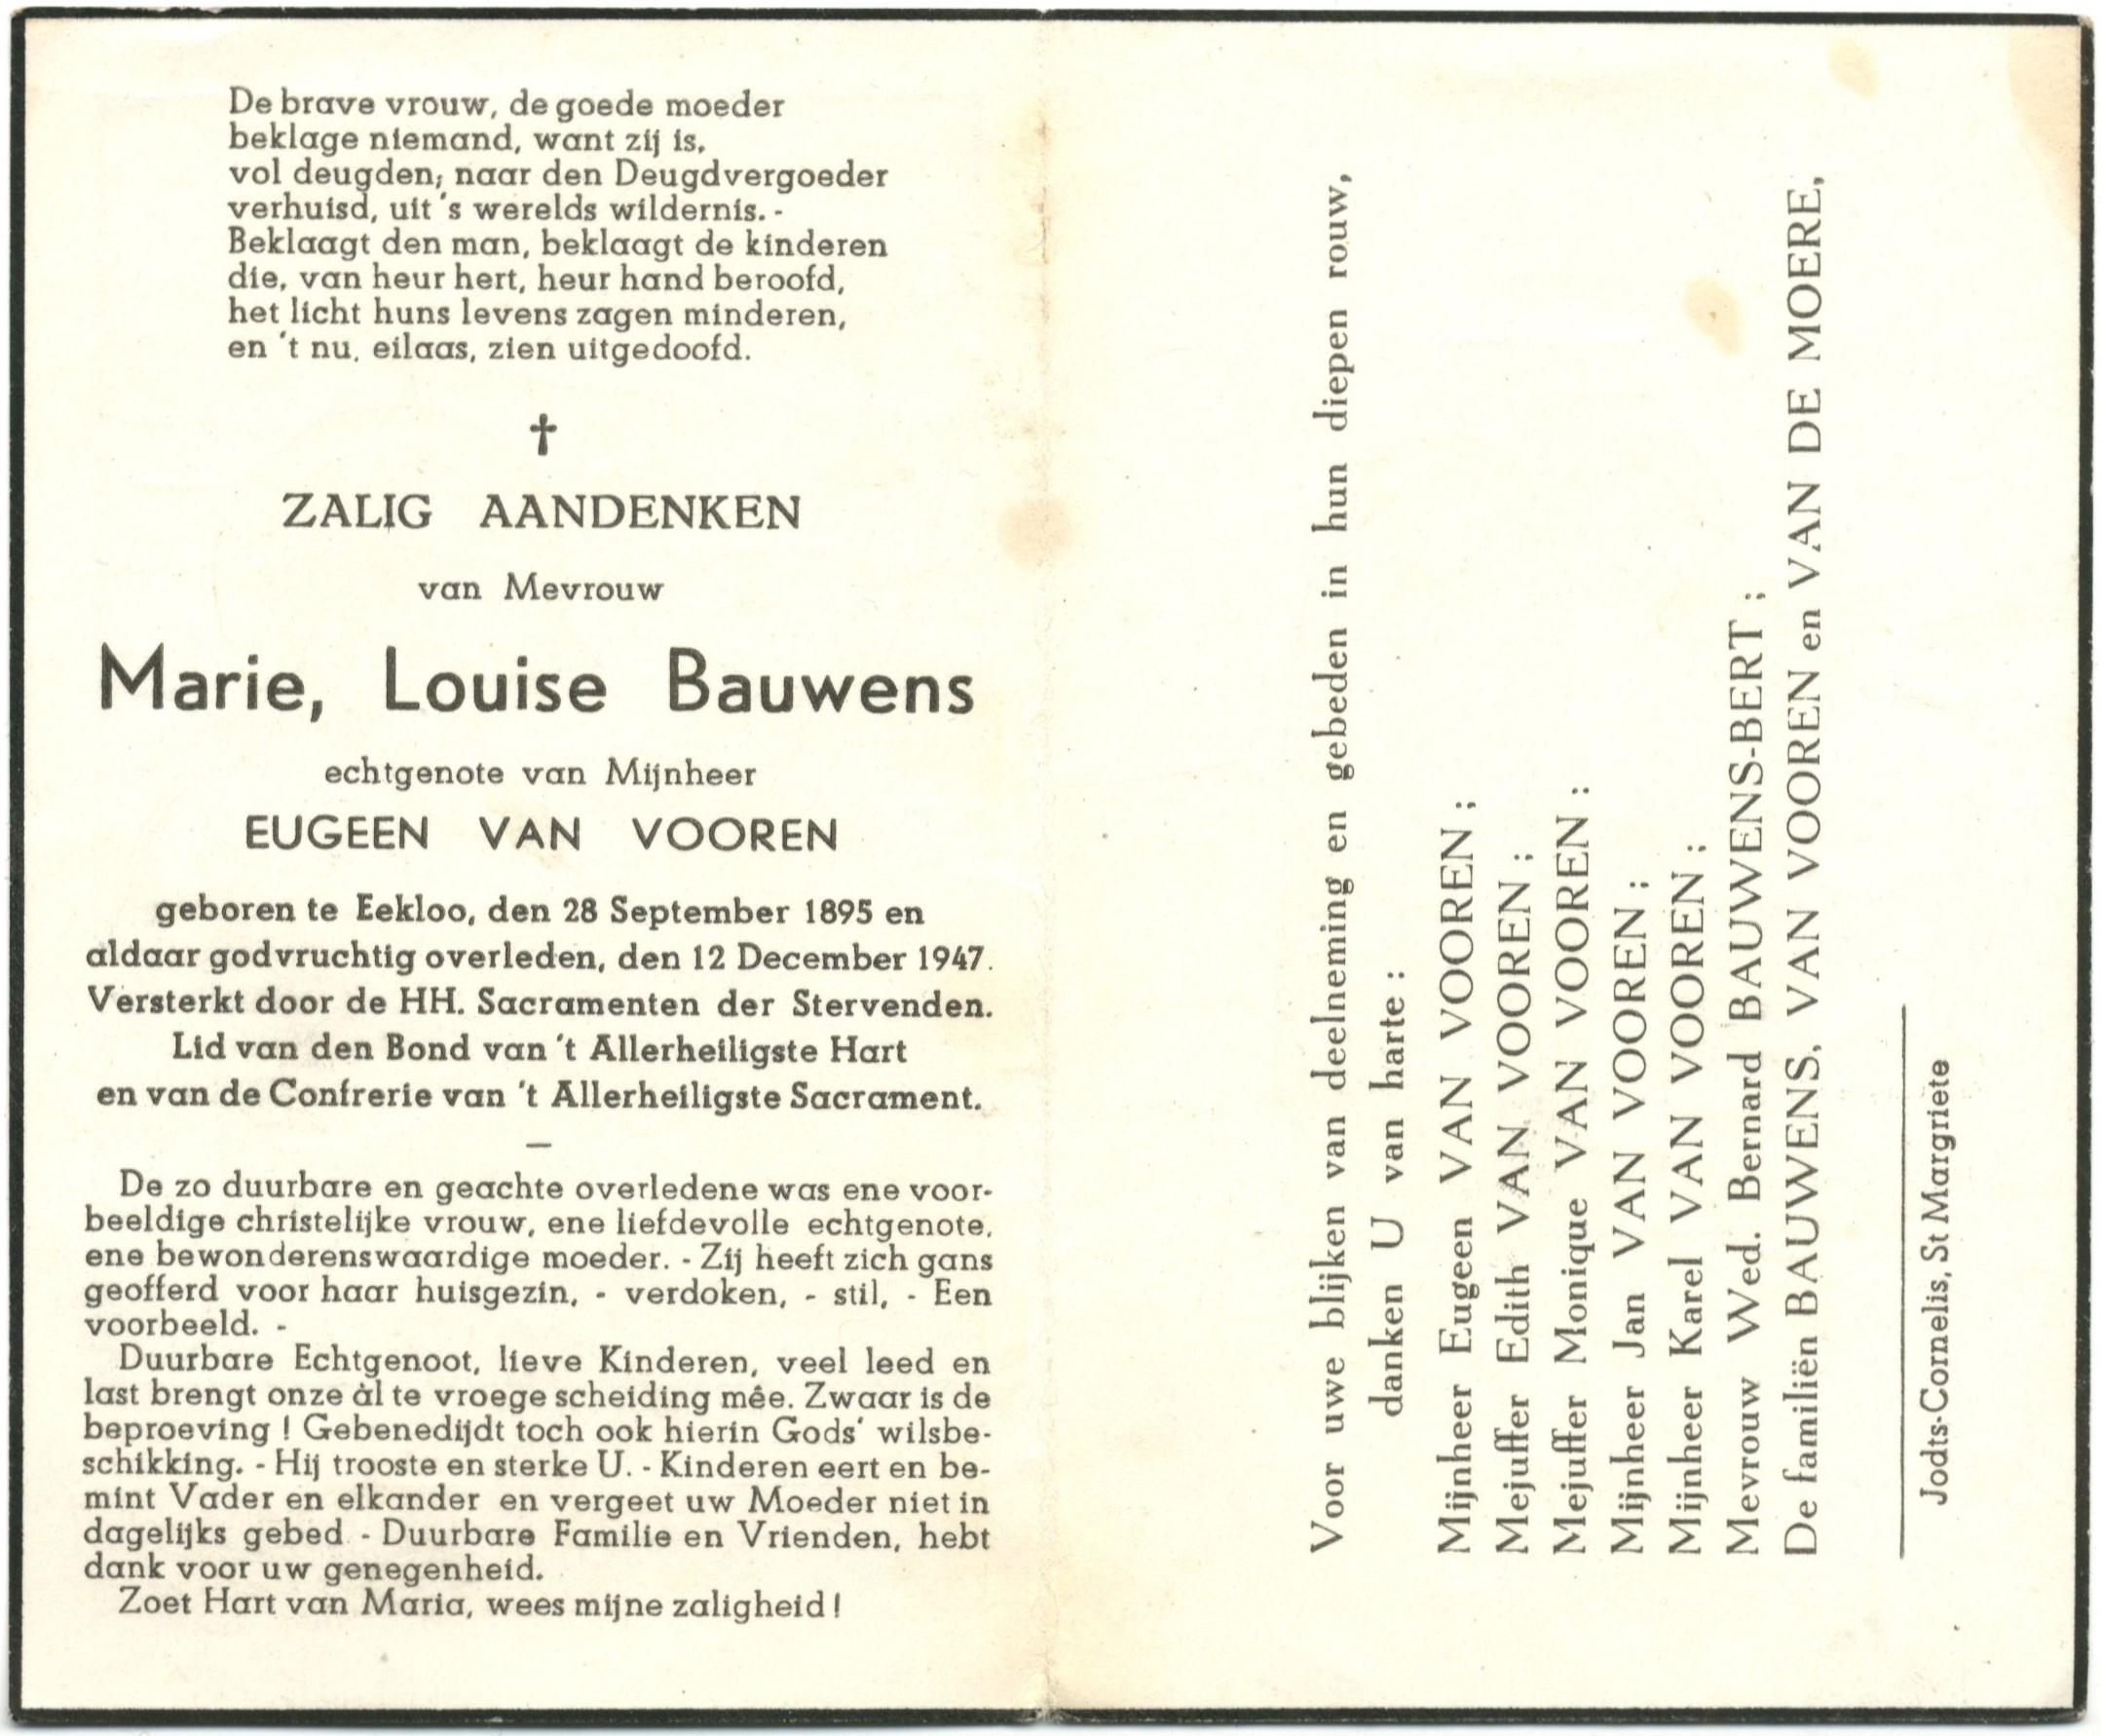 De brave vrouw, de goede moeder
beklage niemand, want zij is,
vol deugden, naar den Deugdvergoeder
verhuisd, uit 's werelds wildernis. -
Beklaagt den man, beklaagt de kinderen
die, van heur hert, heur hand beroofd,
het licht huns levens zagen minderen,
en 't nu, eilaas, zien uitgedoofd.
✝
ZALIG AANDENKEN
van Mevrouw
Marie, Louise Bauwens
echtgenote van Mijnheer
EUGEEN VAN VOOREN
geboren te Eekloo, den 28 September 1895 en
aldaar godvruchtig overleden, den 12 December 1947.
Versterkt door de HH. Sacramenten der Stervenden.
Lid van den Bond van 't Allerheiligste Hart
en van de Confrerie van 't Allerheiligste Sacrament.
—
De zo duurbare en geachte overledene was ene voor-
beeldige christelijke vrouw, ene liefdevolle echtgenote,
ene bewonderenswaardige moeder. - Zij heeft zich gans
geofferd voor haar huisgezin, - verdoken, - stil, - Een
voorbeeld. -
Duurbare Echtgenoot, lieve Kinderen, veel leed en
last brengt onze àl te vroege scheiding mêe. Zwaar is de
beproeving ! Gebenedijdt toch ook hierin Gods' wilsbe-
schikking. - Hij trooste en sterke U. - Kinderen eert en be-
mint Vader en elkander en vergeet uw Moeder niet in
dagelijks gebed - Duurbare Familie en Vrienden, hebt
dank voor uw genegenheid.
Zoet Hart van Maria, wees mijne zaligheid !
Voor uwe blijken van deelneming en gebeden in hun diepen rouw,
danken U van harte :
Mijnheer Eugeen VAN VOOREN ;
Mejuffer Edith VAN VOOREN ;
Mejuffer Monique VAN VOOREN ;
Mijnheer Jan VAN VOOREN ;
Mijnheer Karel VAN VOOREN ;
Mevrouw Wed. Bernard BAUWENS-BERT ;
De familiën BAUWENS, VAN VOOREN en VAN DE MOERE,
Jodts-Cornelis, St Margriete